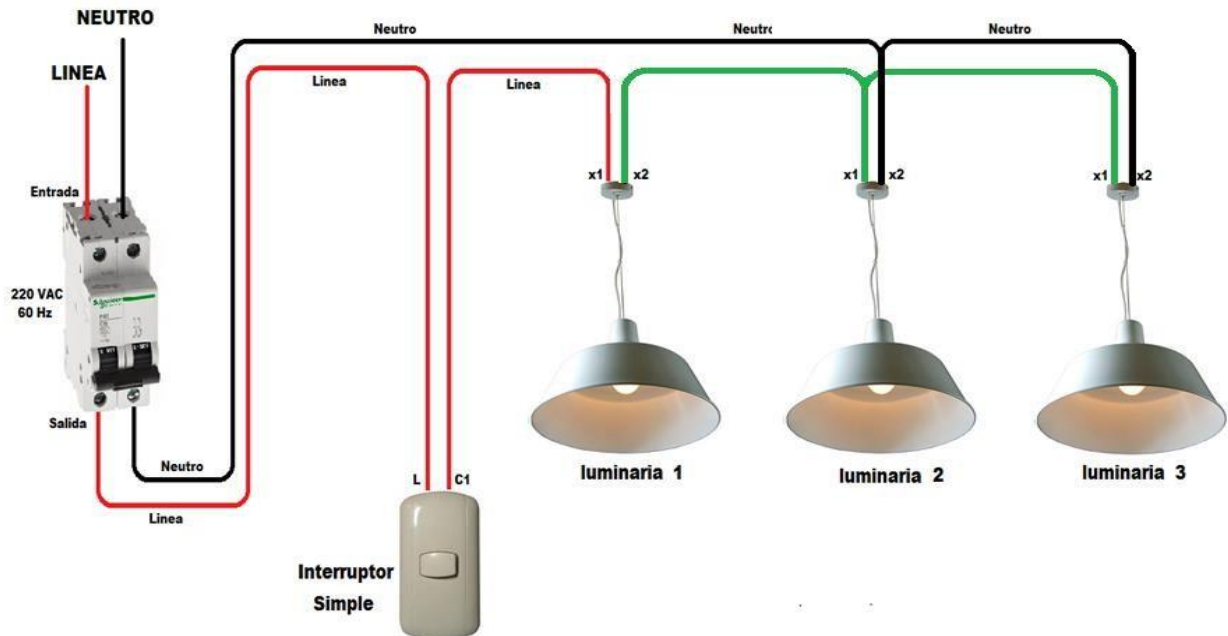 NEUTRO
LINEA
Neutro
Neutro
Neutro
Linea
Linea
Entrada
x1
x2
x1
x2
x1
x2
220 VAC
60 Hz
Schneider
Salida
Neutro
Linea
L
C1
luminaria 1
luminaria 2
luminaria 3
Interruptor
Simple